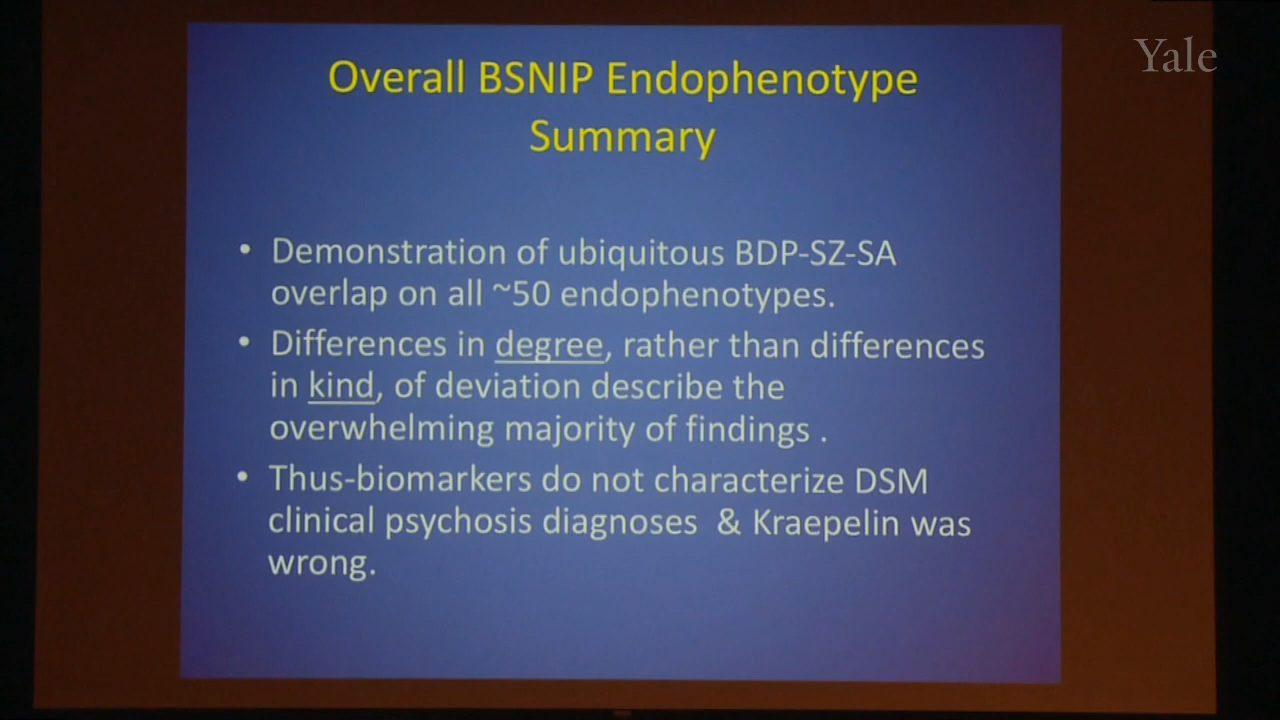 Yale
Overall BSNIP Endophenotype
Summary
• Demonstration of ubiquitous BDP-SZ-SA
overlap on all ~50 endophenotypes.
• Differences in degree, rather than differences
in kind, of deviation describe the
overwhelming majority of findings .
• Thus-biomarkers do not characterize DSM
clinical psychosis diagnoses & Kraepelin was
wrong.